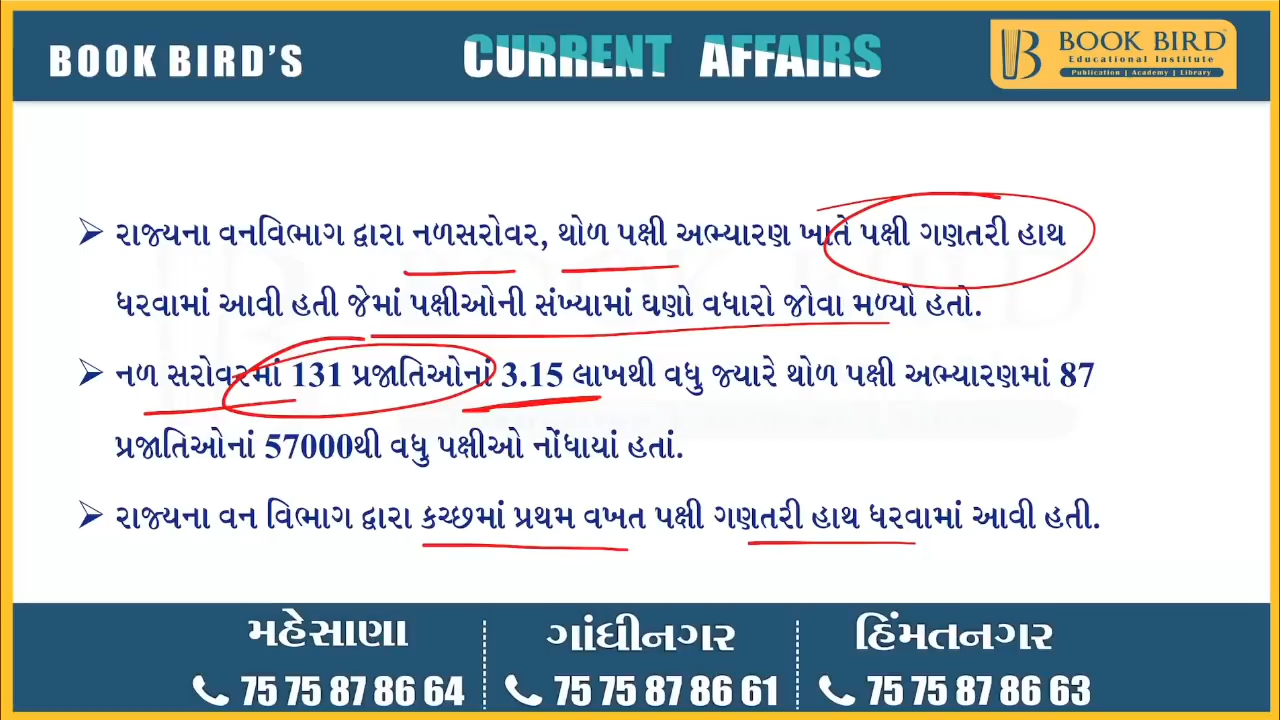 BOOK BIRD'S
CURRENT AFFAIRS
BOOK BIRD
Educational Institute
Publication | Academy | Library
➢ રાજ્યના વનવિભાગ દ્વારા નળસરોવર, થોળ પક્ષી અભ્યારણ ખાતે પક્ષી ગણતરી હાથ
ધરવામાં આવી હતી જેમાં પક્ષીઓની સંખ્યામાં ઘણો વધારો જોવા મળ્યો હતો.
➢ નળ સરોવરમાં 131 પ્રજાતિઓનાં 3.15 લાખથી વધુ જ્યારે થોળ પક્ષી અભ્યારણમાં 87
પ્રજાતિઓનાં 57000થી વધુ પક્ષીઓ નોંધાયાં હતાં.
➢ રાજ્યના વન વિભાગ દ્વારા કચ્છમાં પ્રથમ વખત પક્ષી ગણતરી હાથ ધરવામાં આવી હતી.
મહેસાણા
75 75 87 86 64
ગાંધીનગર
75 75 87 86 61
હિંમતનગર
75 75 87 86 63